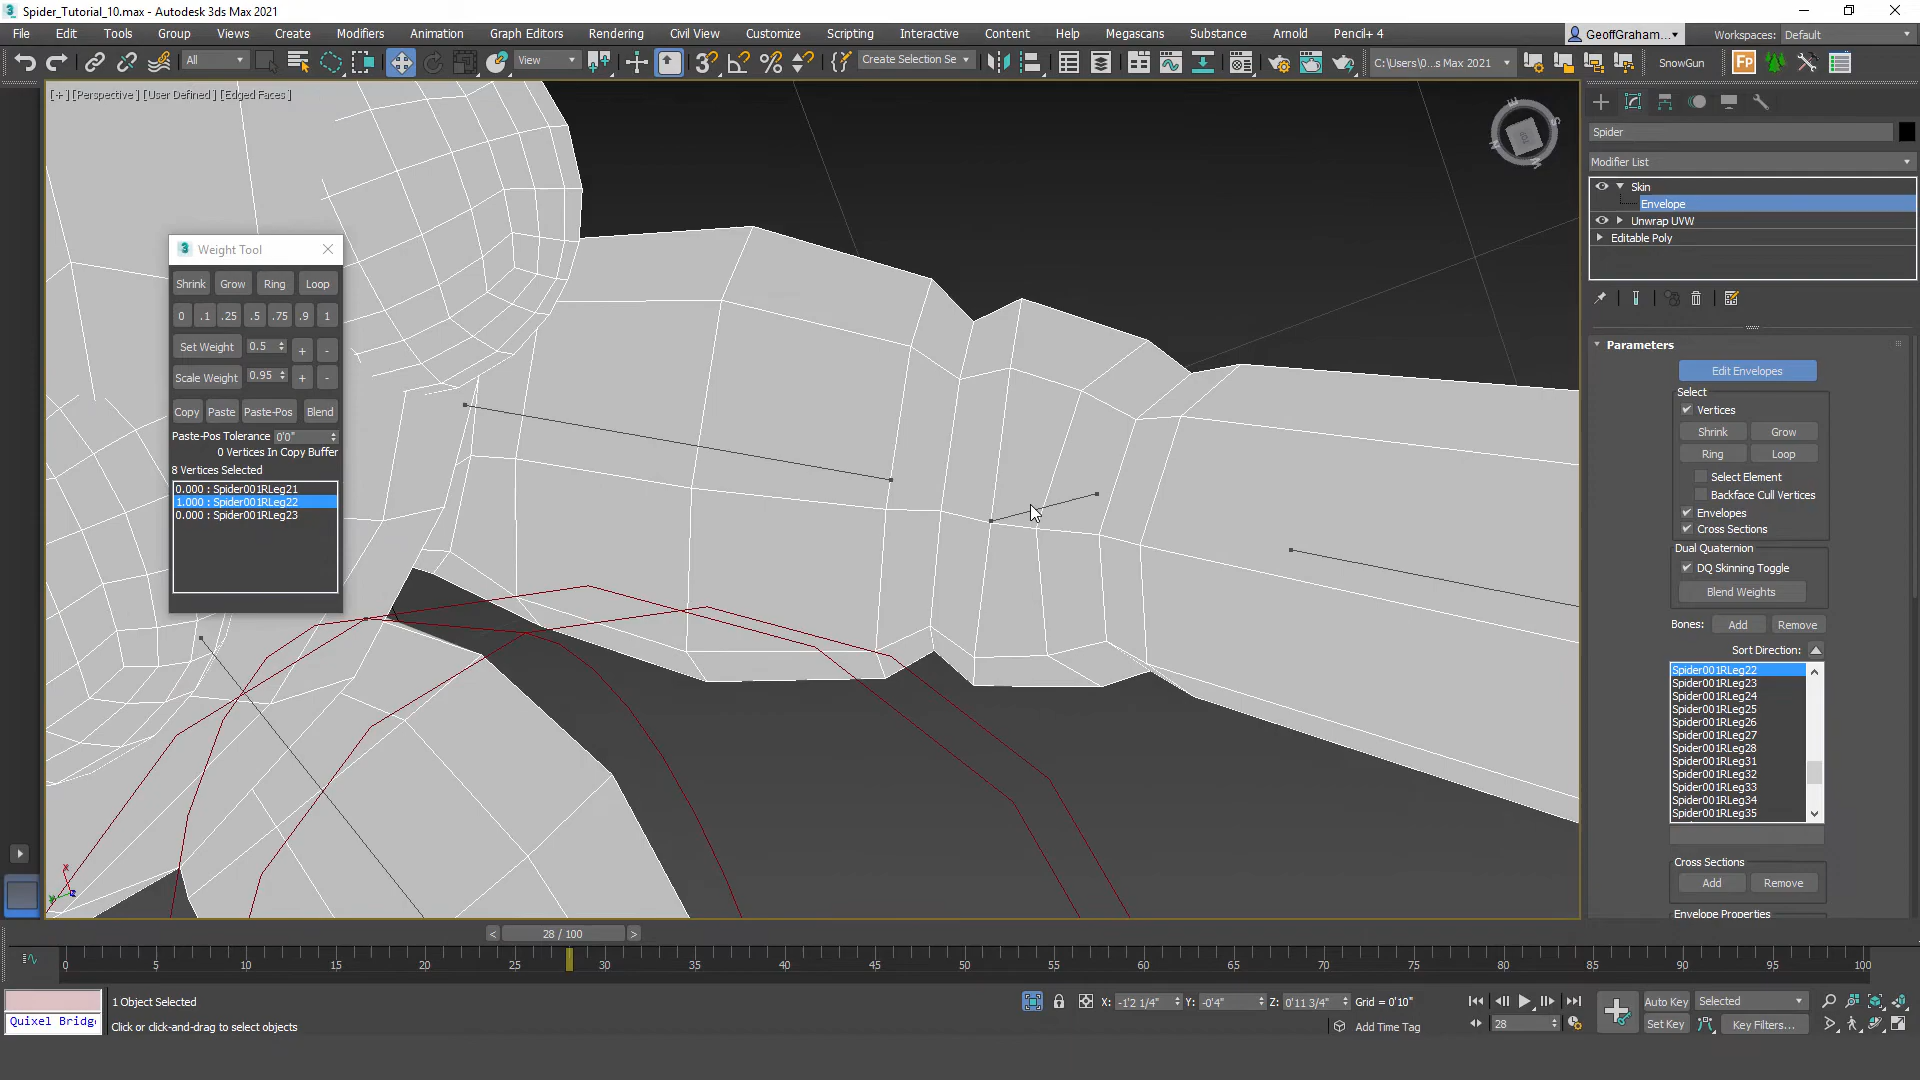 Spider_Tutorial_10.max - Autodesk 3ds Max 2021
File Edit Tools Group Views Create Modifiers Animation Graph Editors Rendering Civil View Customize Scripting Interactive Content Help Megascans Substance Arnold Pencil+ 4 GeoffGraham... Workspaces: Default
All View Create Selection Se C:\Users\0...s Max 2021 SnowGun
[+] [Perspective] [User Defined] [Edged Faces]
Weight Tool
Shrink Grow Ring Loop
0 .1 .25 .5 .75 .9 1
Set Weight 0.5 + -
Scale Weight 0.95 + -
Copy Paste Paste-Pos Blend
Paste-Pos Tolerance 0'0"
0 Vertices In Copy Buffer
8 Vertices Selected
0.000 : Spider001RLeg21
1.000 : Spider001RLeg22
0.000 : Spider001RLeg23
Spider
Modifier List
Skin
Envelope
Unwrap UVW
Editable Poly
Parameters
Edit Envelopes
Select
Vertices
Shrink Grow
Ring Loop
Select Element
Backface Cull Vertices
Envelopes
Cross Sections
Dual Quaternion
DQ Skinning Toggle
Blend Weights
Bones: Add Remove
Sort Direction:
Spider001RLeg22
Spider001RLeg23
Spider001RLeg24
Spider001RLeg25
Spider001RLeg26
Spider001RLeg27
Spider001RLeg28
Spider001RLeg31
Spider001RLeg32
Spider001RLeg33
Spider001RLeg34
Spider001RLeg35
Cross Sections
Add Remove
Envelope Properties
< 28 / 100 >
0 5 10 15 20 25 30 35 40 45 50 55 60 65 70 75 80 85 90 95 100
1 Object Selected X: -1'2 1/4" Y: -0'4" Z: 0'11 3/4" Grid = 0'10" Auto Key Selected
Quixel Bridg Click or click-and-drag to select objects Add Time Tag 28 Set Key Key Filters...